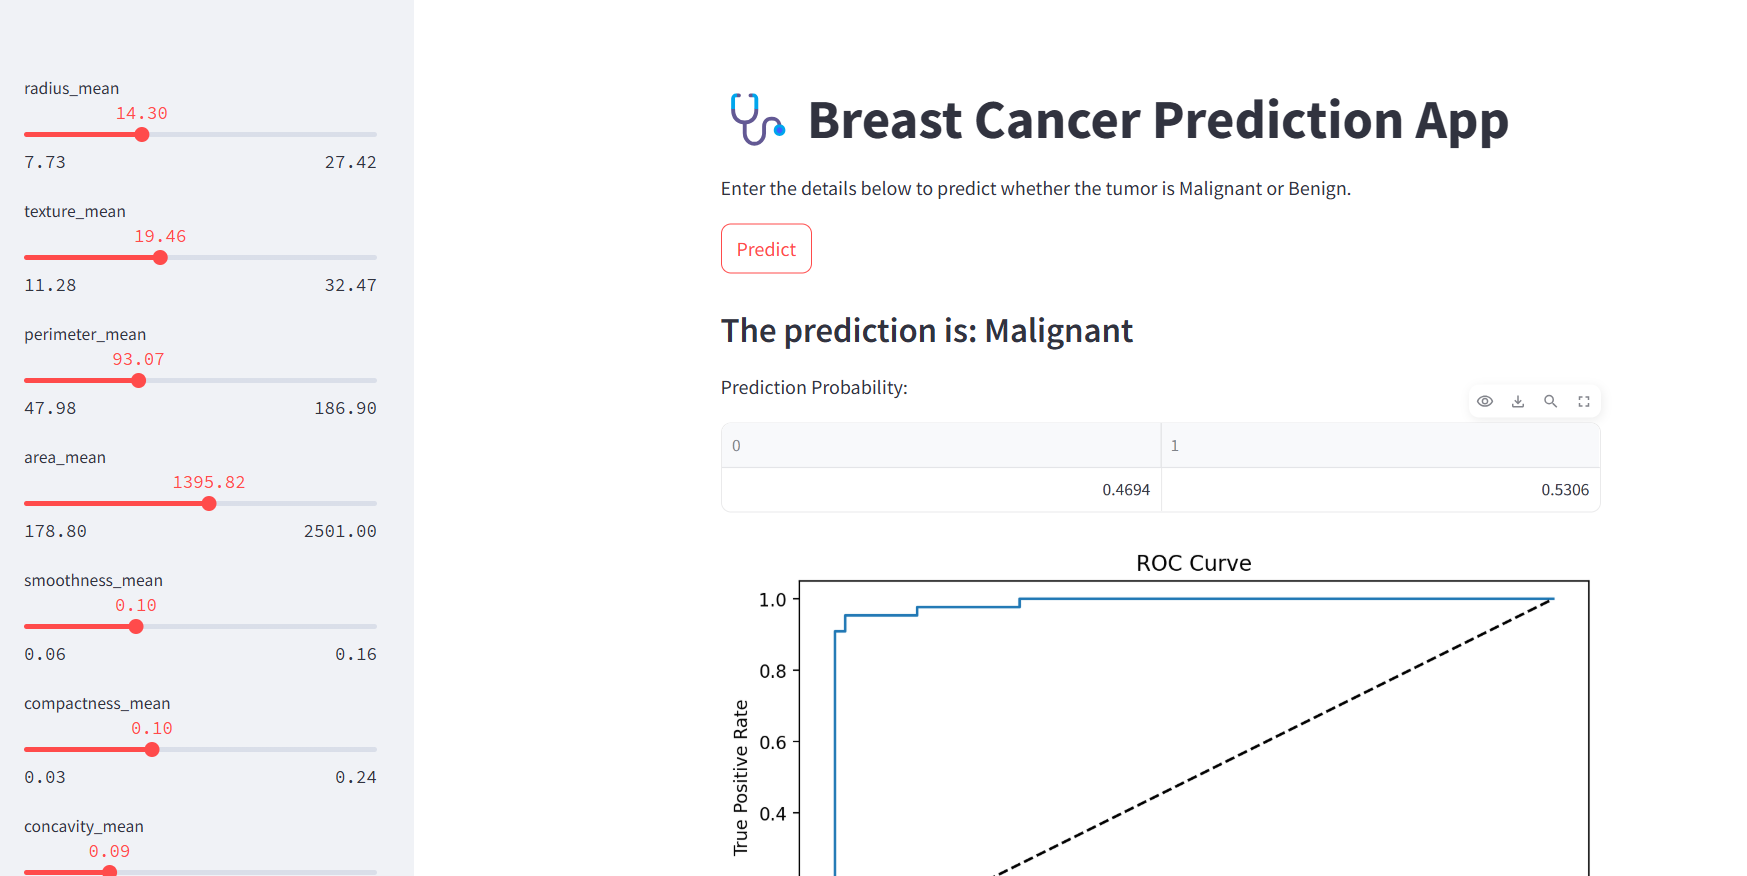 radius_mean
14.30
7.73 27.42
texture_mean
19.46
11.28 32.47
perimeter_mean
93.07
47.98 186.90
area_mean
1395.82
178.80 2501.00
smoothness_mean
0.10
0.06 0.16
compactness_mean
0.10
0.03 0.24
concavity_mean
0.09
Breast Cancer Prediction App
Enter the details below to predict whether the tumor is Malignant or Benign.
Predict
The prediction is: Malignant
Prediction Probability:
0 1
0.4694 0.5306
ROC Curve
1.0
0.8
0.6
0.4
True Positive Rate